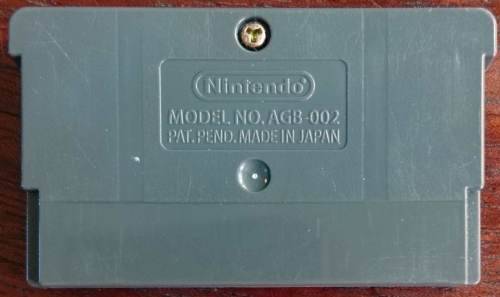 Nintendo®
MODEL NO. AGB-002
PAT. PEND. MADE IN JAPAN